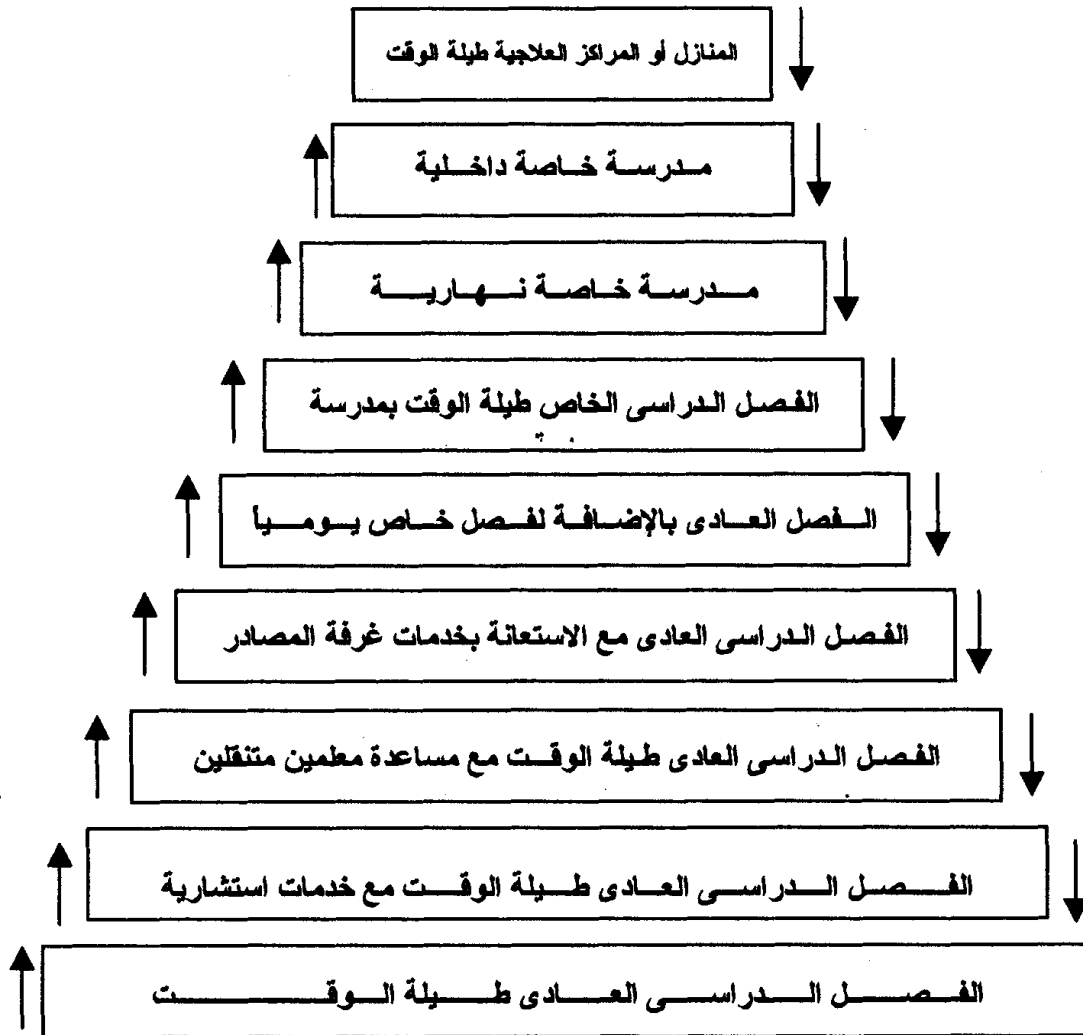 المنازل أو المراكز العلاجية طيلة الوقت
مدرسة خاصة داخلية
مدرسة خاصة نهارية
الفصل الدراسى الخاص طيلة الوقت بمدرسة
الفصل العادى بالإضافة لفصل خاص يومياً
الفصل الدراسى العادى مع الاستعانة بخدمات غرفة المصادر
الفصل الدراسى العادى طيلة الوقت مع مساعدة معلمين متنقلين
الفصل الدراسى العادى طيلة الوقت مع خدمات استشارية
الفصل الدراسى العادى طيلة الوقت